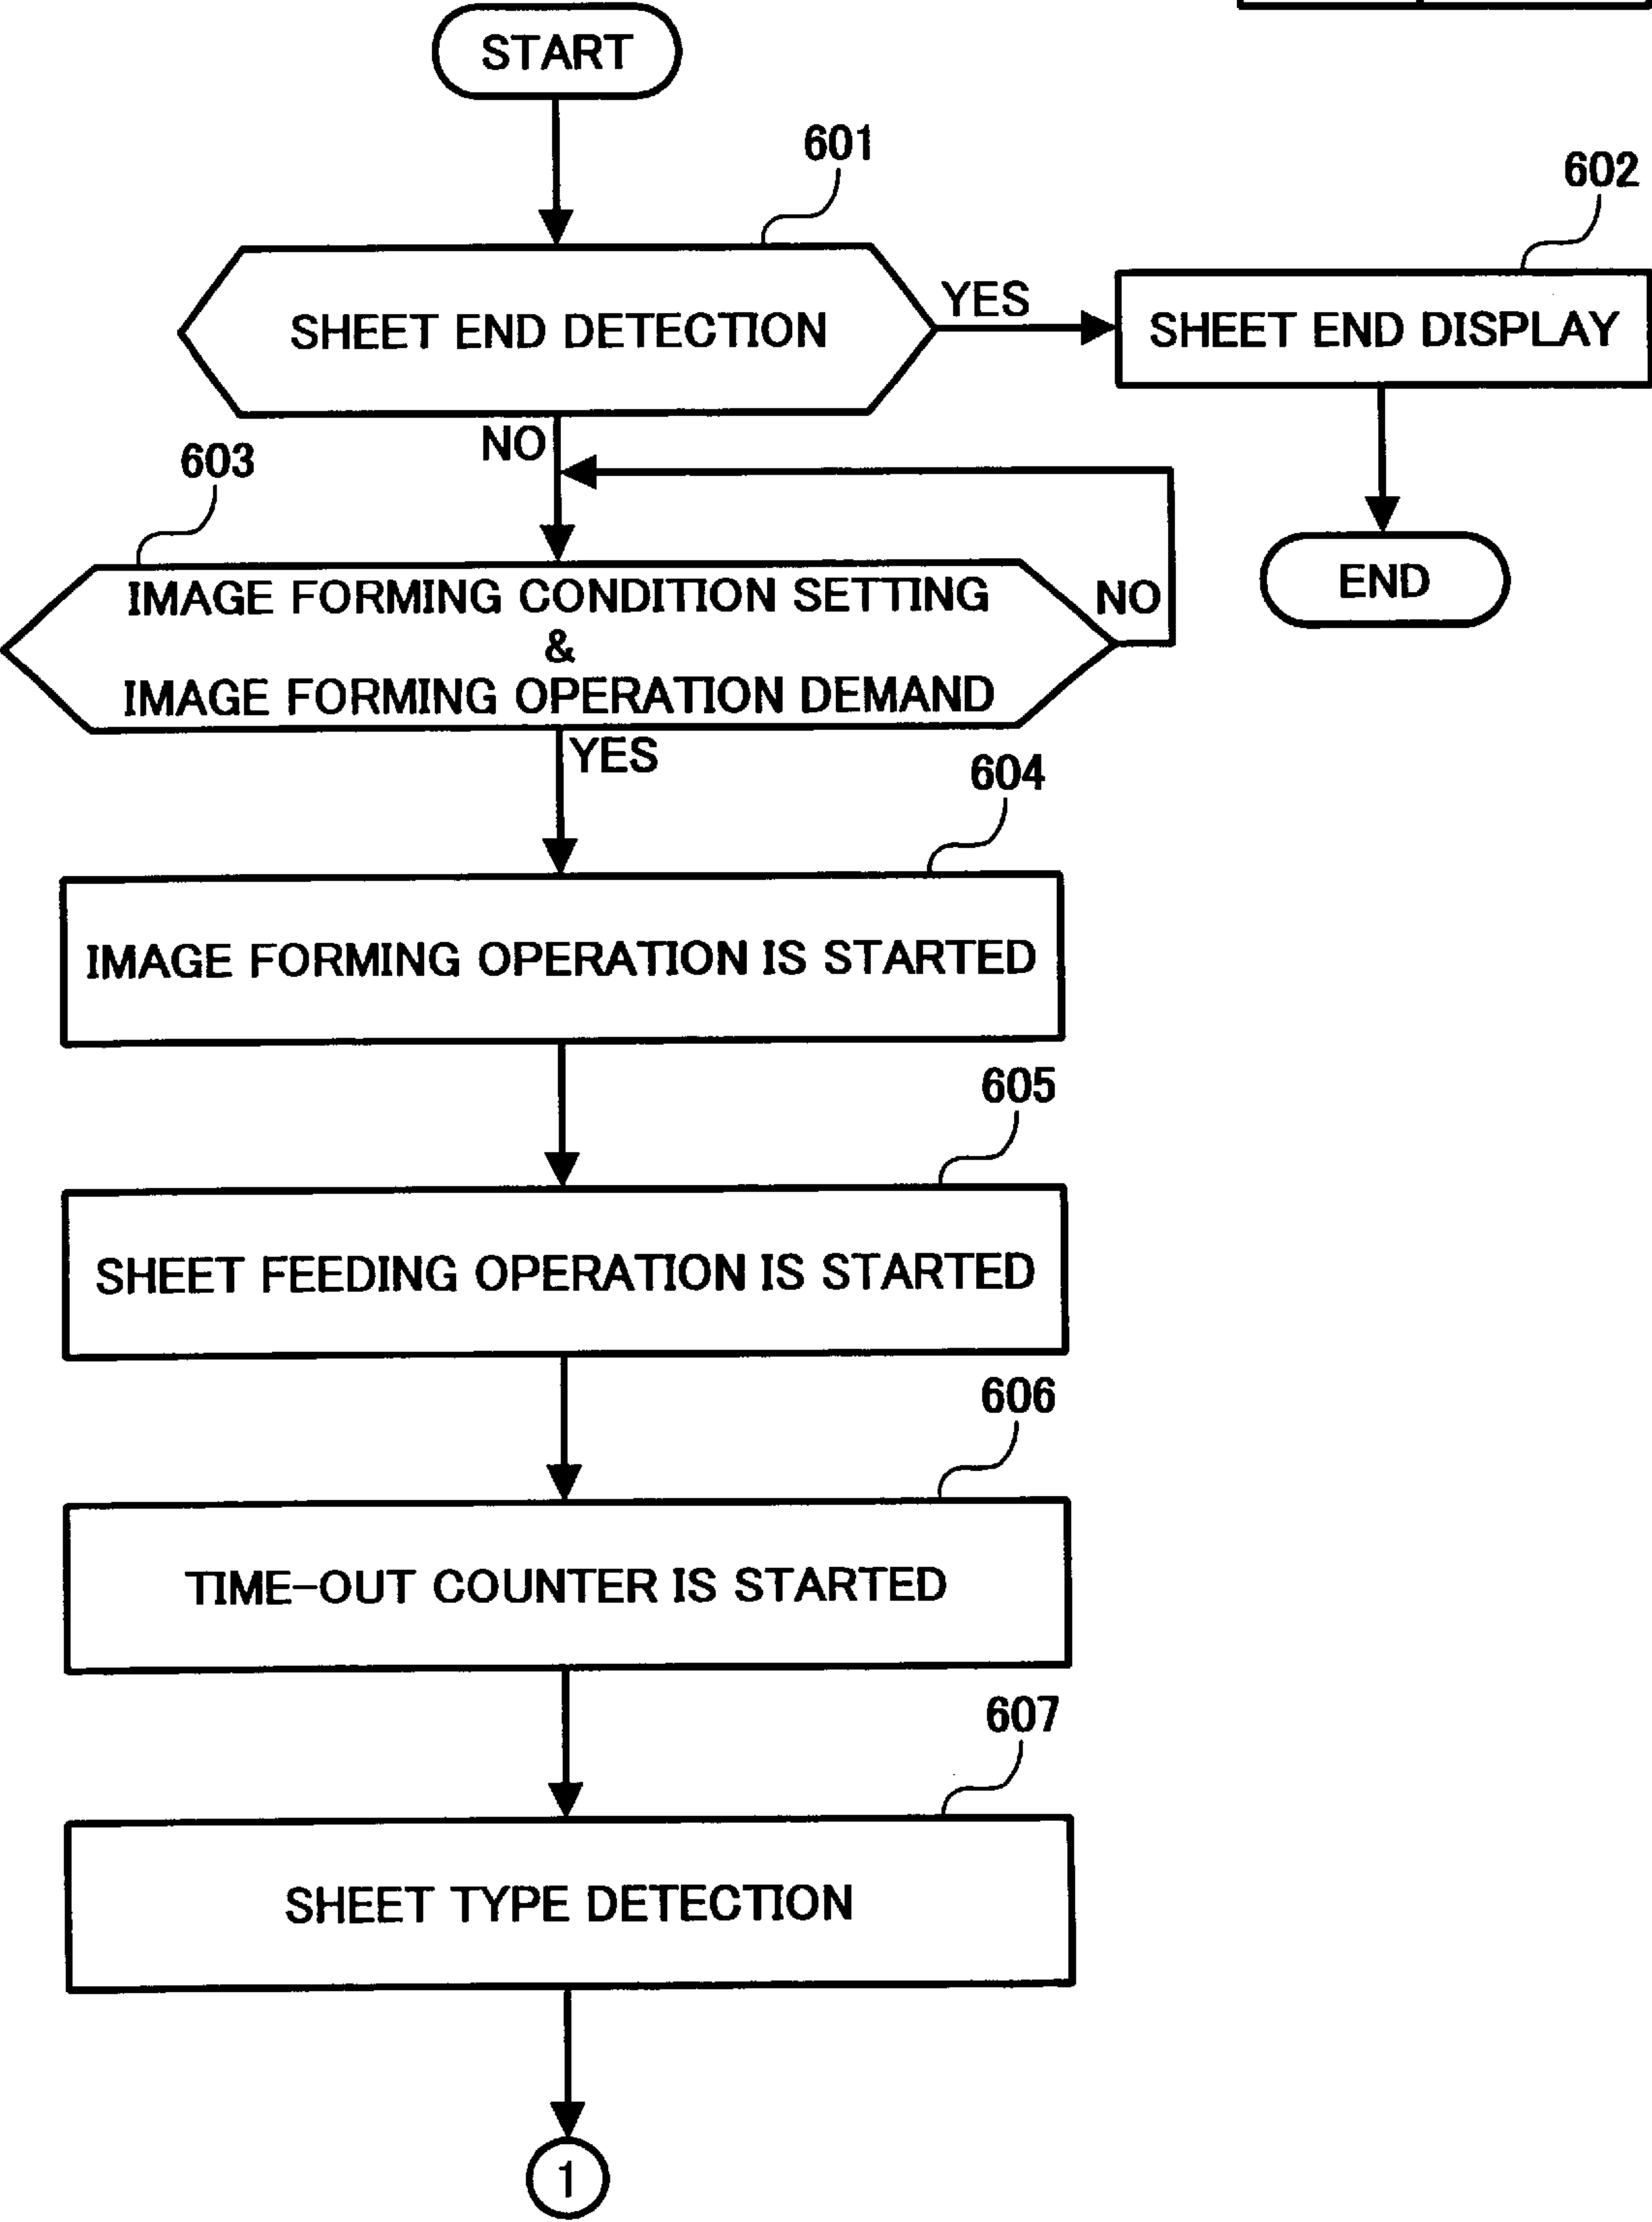 START
601
602
SHEET END DETECTION
YES
SHEET END DISPLAY
NO
603
END
IMAGE FORMING CONDITION SETTING
&
IMAGE FORMING OPERATION DEMAND
NO
YES
604
IMAGE FORMING OPERATION IS STARTED
605
SHEET FEEDING OPERATION IS STARTED
606
TIME-OUT COUNTER IS STARTED
607
SHEET TYPE DETECTION
1